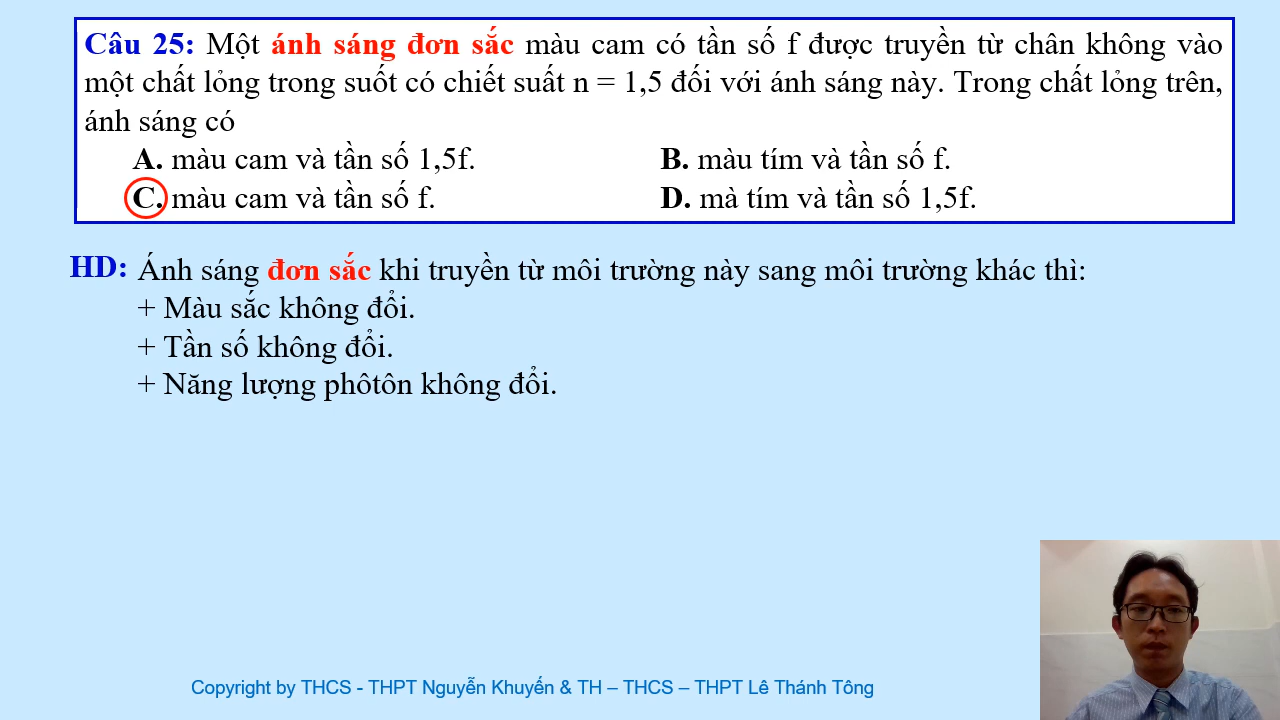 Câu 25: Một ánh sáng đơn sắc màu cam có tần số f được truyền từ chân không vào
một chất lỏng trong suốt có chiết suất n = 1,5 đối với ánh sáng này. Trong chất lỏng trên,
ánh sáng có
A. màu cam và tần số 1,5f. B. màu tím và tần số f.
C. màu cam và tần số f. D. mà tím và tần số 1,5f.
HD: Ánh sáng đơn sắc khi truyền từ môi trường này sang môi trường khác thì:
+ Màu sắc không đổi.
+ Tần số không đổi.
+ Năng lượng phôtôn không đổi.
Copyright by THCS - THPT Nguyễn Khuyến & TH – THCS – THPT Lê Thánh Tông